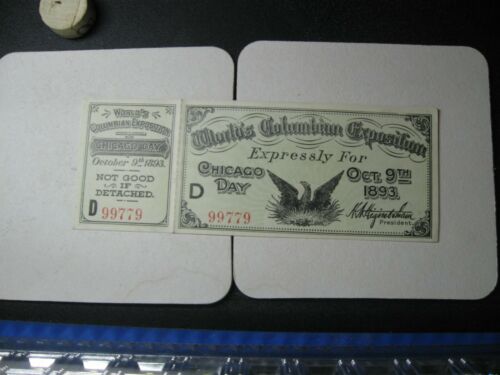 World's
Columbian Exposition
Chicago Day
October 9th 1893.
NOT GOOD
IF
DETACHED.
D 99779
World's Columbian Exposition
Expressly For
Chicago Day
Oct. 9TH 1893.
D 99779
H.N. Higinbotham
President.